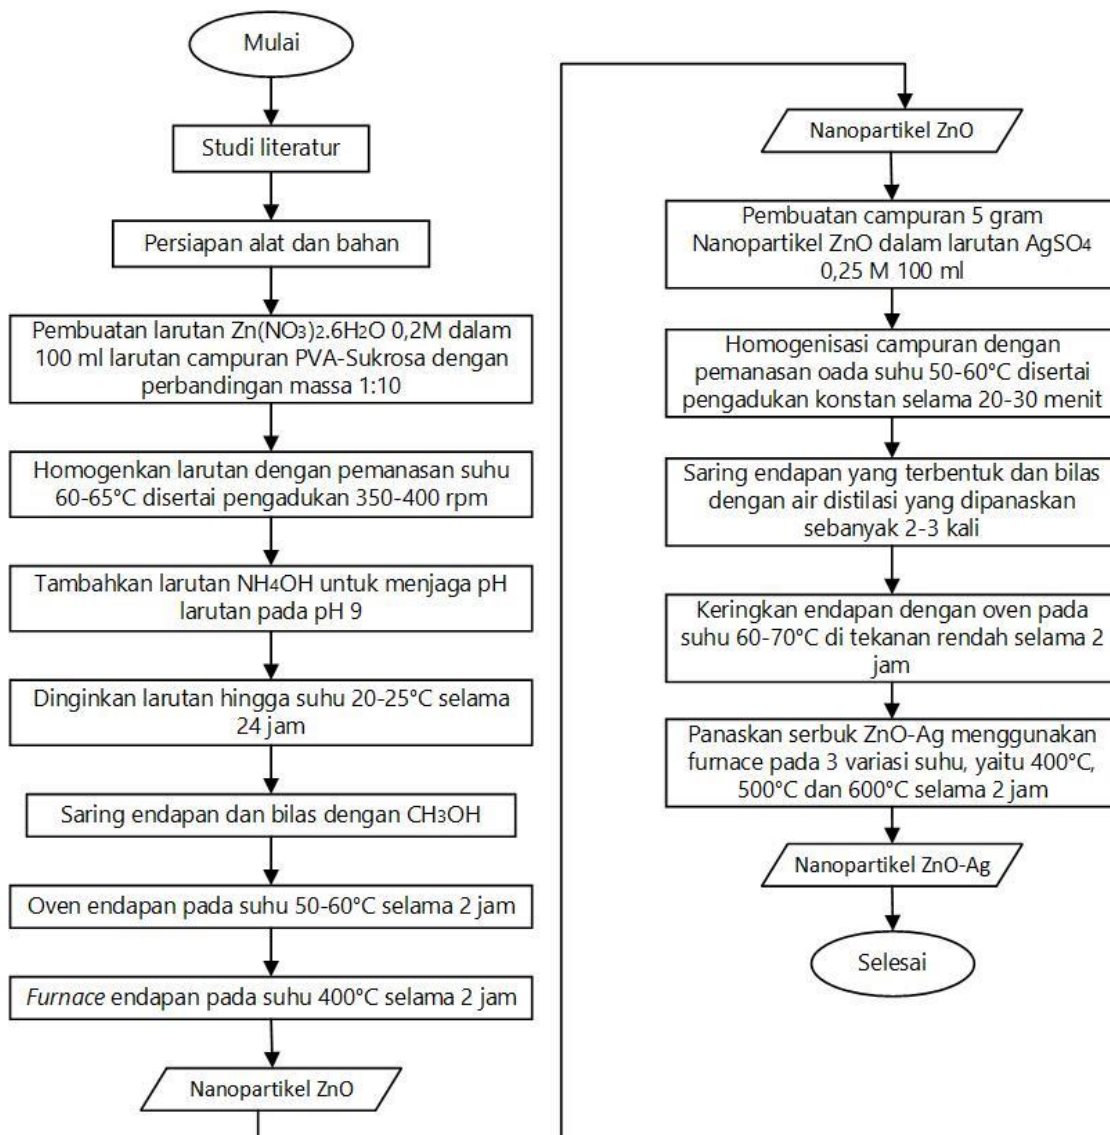 Mulai
Studi literatur
Persiapan alat dan bahan
Pembuatan larutan Zn(NO3)2.6H2O 0,2M dalam
100 ml larutan campuran PVA-Sukrosa dengan
perbandingan massa 1:10
Homogenkan larutan dengan pemanasan suhu
60-65°C disertai pengadukan 350-400 rpm
Tambahkan larutan NH4OH untuk menjaga pH
larutan pada pH 9
Dinginkan larutan hingga suhu 20-25°C selama
24 jam
Saring endapan dan bilas dengan CH3OH
Oven endapan pada suhu 50-60°C selama 2 jam
Furnace endapan pada suhu 400°C selama 2 jam
Nanopartikel ZnO
Nanopartikel ZnO
Pembuatan campuran 5 gram
Nanopartikel ZnO dalam larutan AgSO4
0,25 M 100 ml
Homogenisasi campuran dengan
pemanasan oada suhu 50-60°C disertai
pengadukan konstan selama 20-30 menit
Saring endapan yang terbentuk dan bilas
dengan air distilasi yang dipanaskan
sebanyak 2-3 kali
Keringkan endapan dengan oven pada
suhu 60-70°C di tekanan rendah selama 2
jam
Panaskan serbuk ZnO-Ag menggunakan
furnace pada 3 variasi suhu, yaitu 400°C,
500°C dan 600°C selama 2 jam
Nanopartikel ZnO-Ag
Selesai